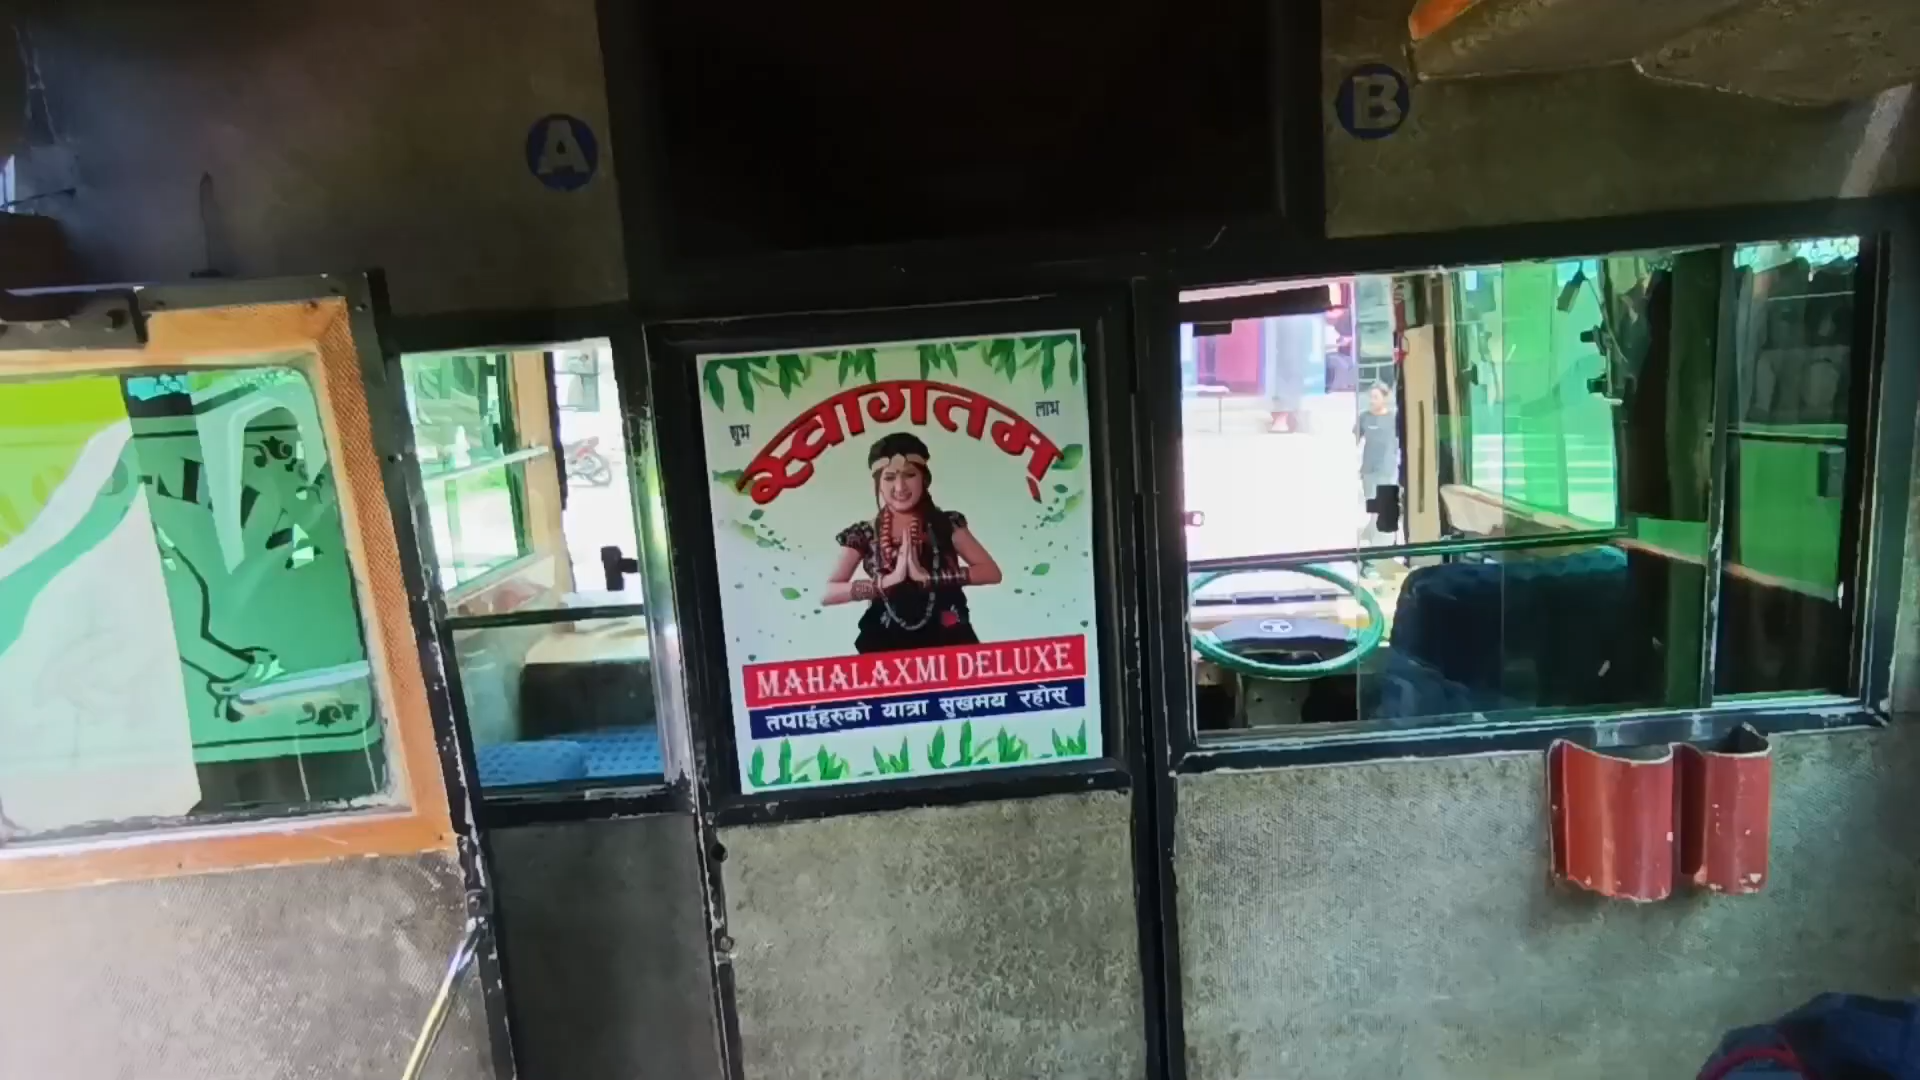 A
B
शुभ
लाभ
स्वागतम्
MAHALAXMI DELUXE
तपाईहरुको यात्रा सुखमय रहोस्